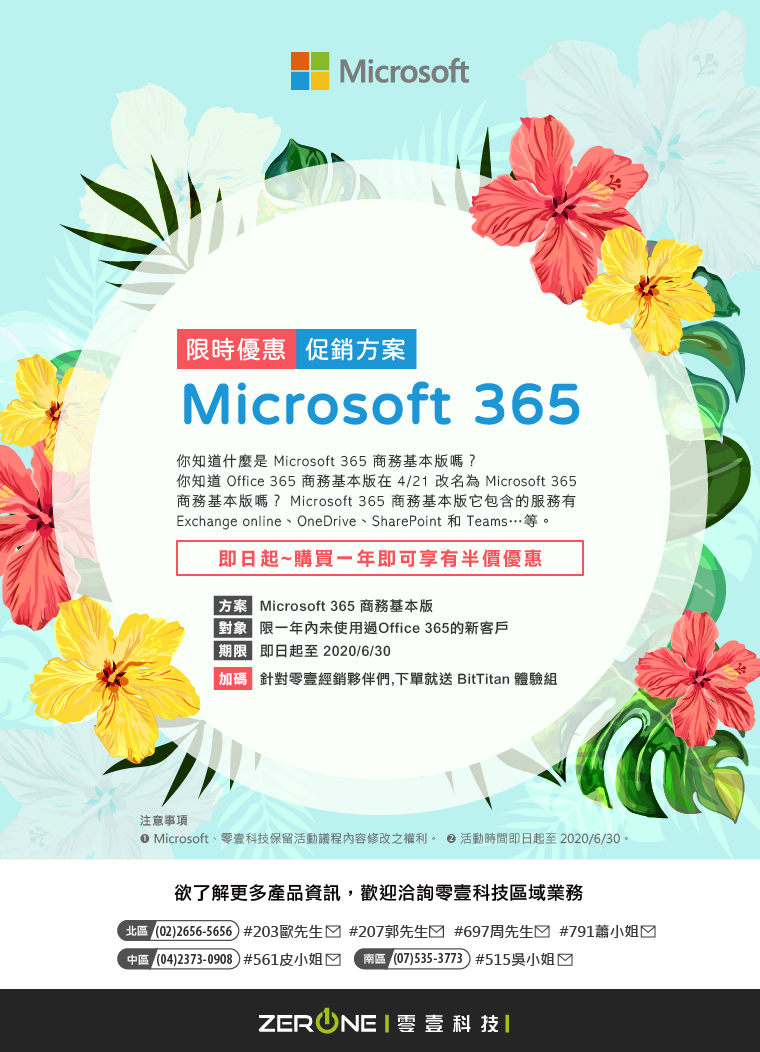 Microsoft
限時優惠 促銷方案
Microsoft 365
你知道什麼是 Microsoft 365 商務基本版嗎？
你知道 Office 365 商務基本版在 4/21 改名為 Microsoft 365
商務基本版嗎？ Microsoft 365 商務基本版它包含的服務有
Exchange online、OneDrive、SharePoint 和 Teams⋯等。
即日起~購買一年即可享有半價優惠
方案 Microsoft 365 商務基本版
對象 限一年內未使用過Office 365的新客戶
期限 即日起至 2020/6/30
加碼 針對零壹經銷夥伴們,下單就送 BitTitan 體驗組
注意事項
❶ Microsoft、零壹科技保留活動議程內容修改之權利。 ❷ 活動時間即日起至 2020/6/30。
欲了解更多產品資訊，歡迎洽詢零壹科技區域業務
北區 (02)2656-5656 #203歐先生 #207郭先生 #697周先生 #791蕭小姐
中區 (04)2373-0908 #561皮小姐 南區 (07)535-3773 #515吳小姐
ZERONE 零壹科技